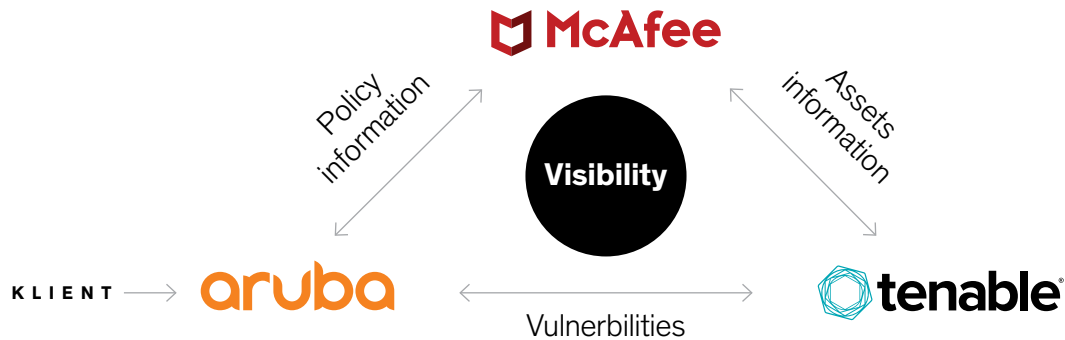 McAfee
Policy
information
Assets
information
Visibility
KLIENT
aruba
tenable®
Vulnerbilities